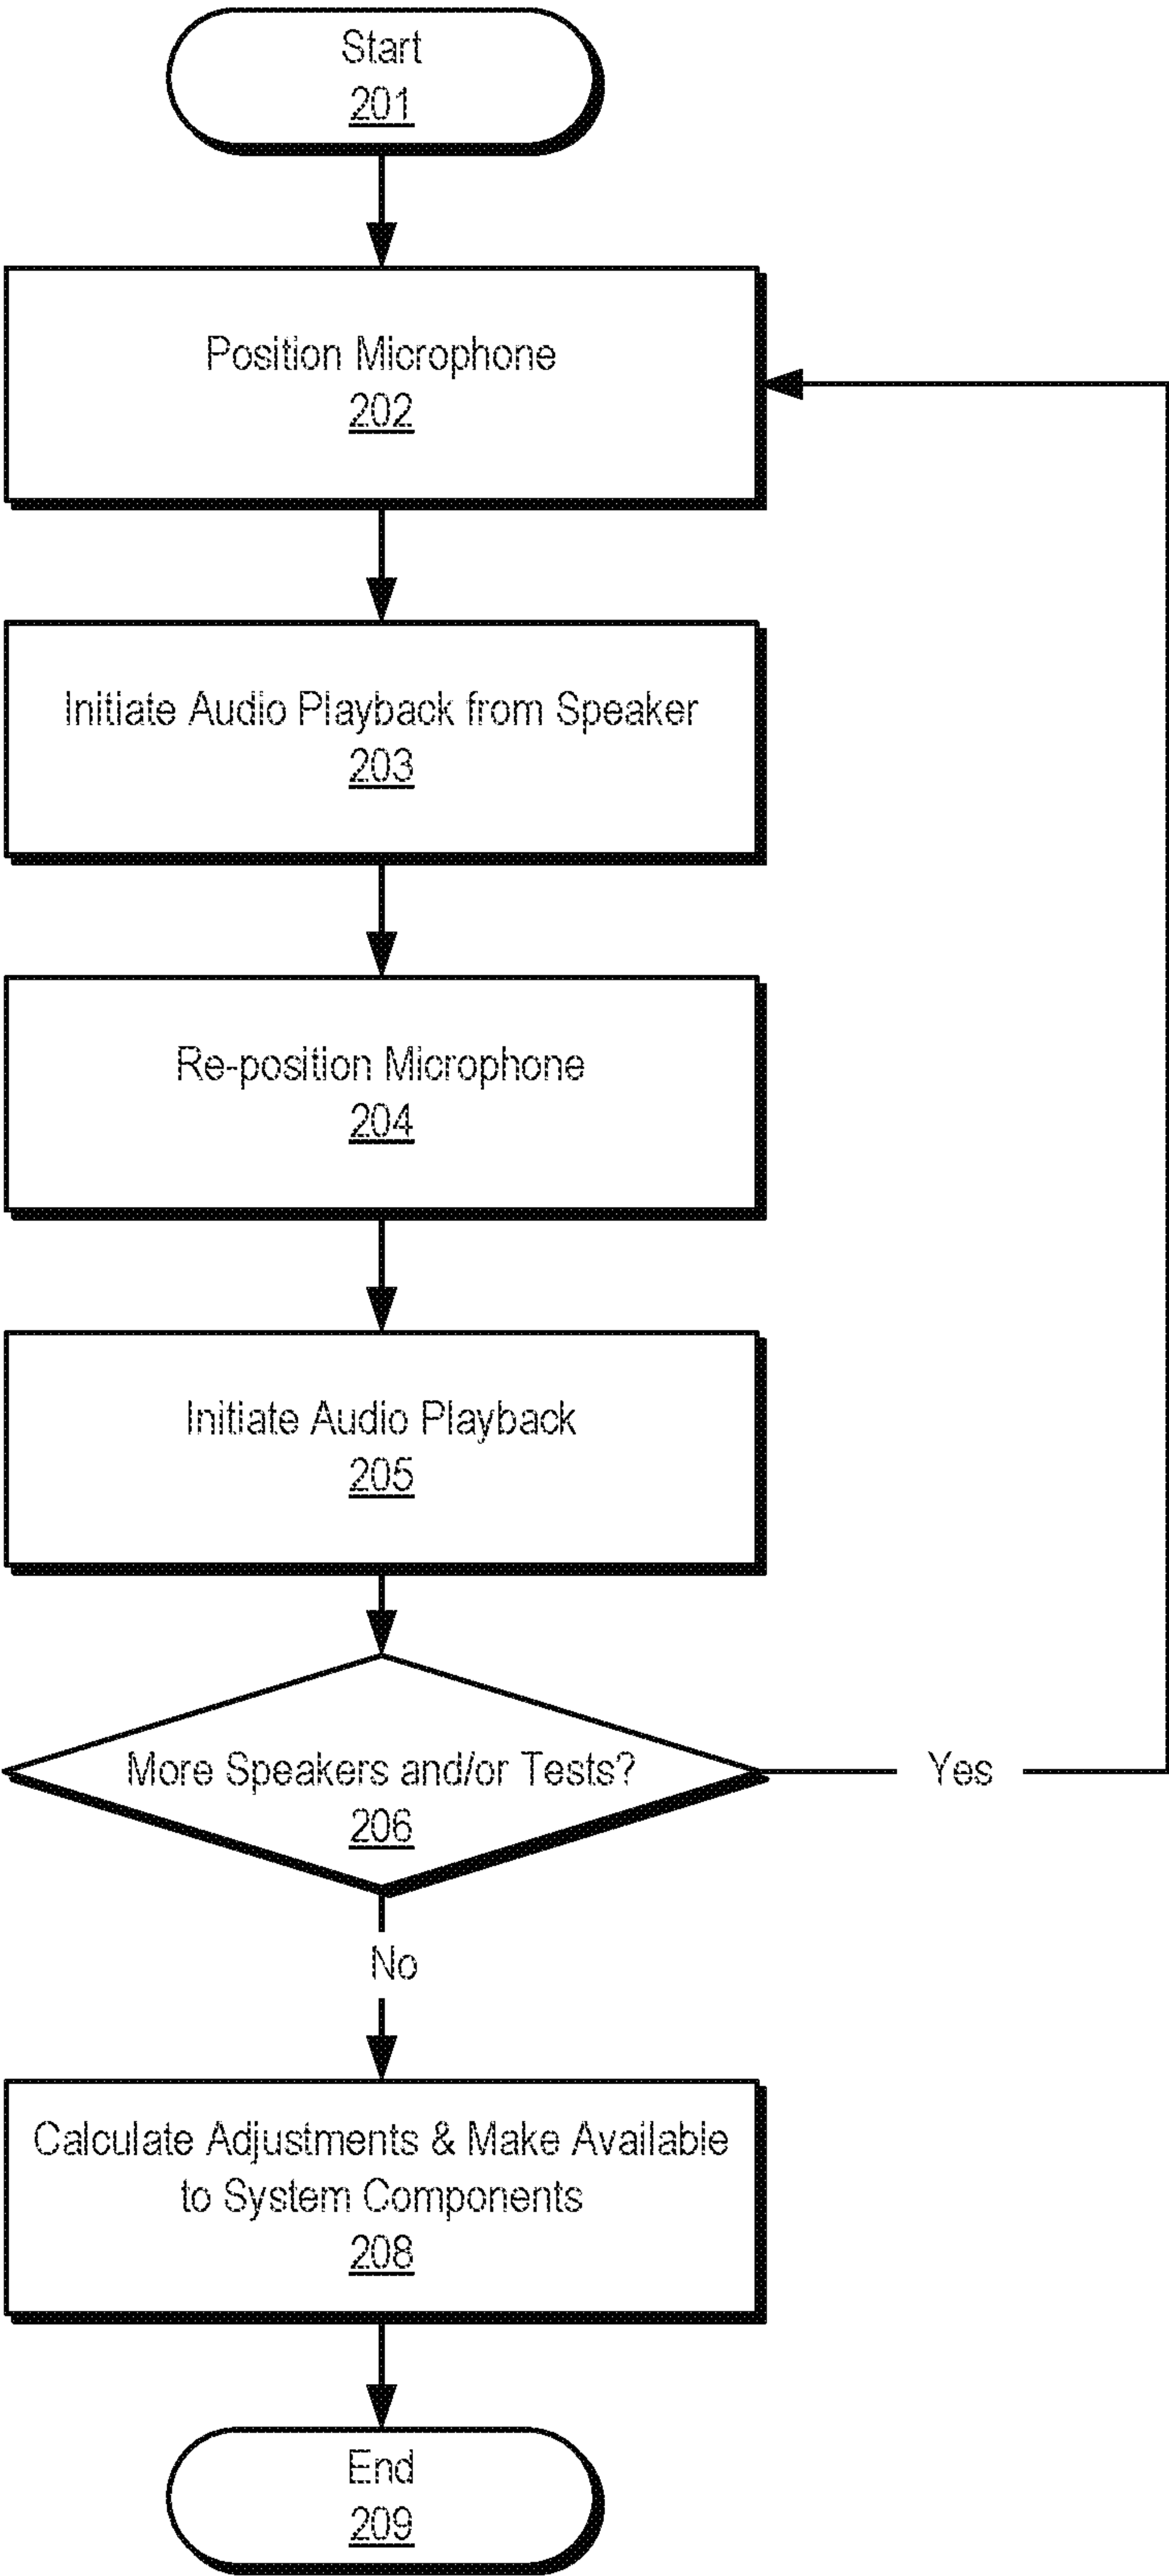 Start
201
Position Microphone
202
Initiate Audio Playback from Speaker
203
Re-position Microphone
204
Initiate Audio Playback
205
More Speakers and/or Tests?
206
Yes
No
Calculate Adjustments & Make Available
to System Components
208
End
209